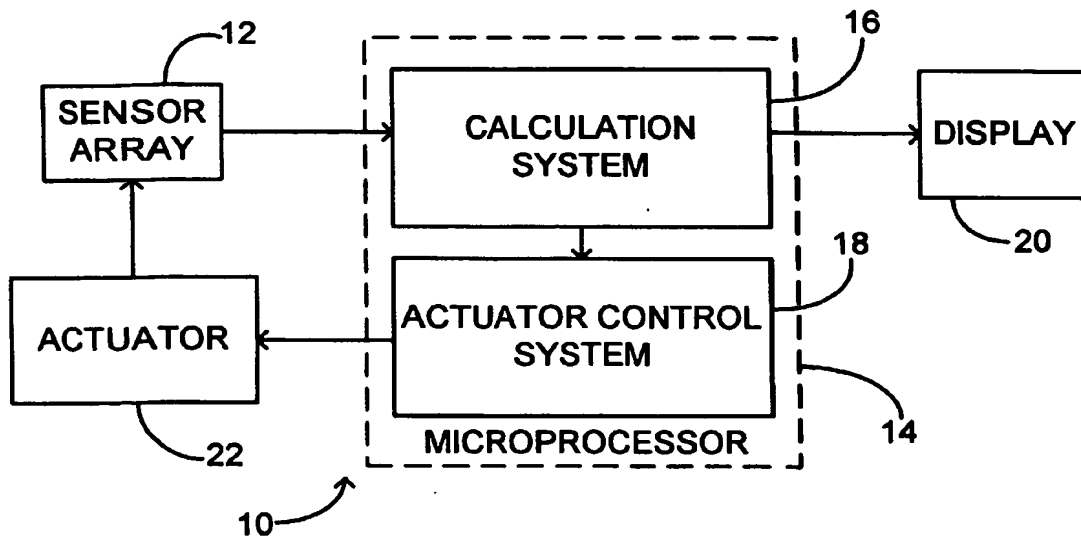 12
SENSOR
ARRAY
16
CALCULATION
SYSTEM
DISPLAY
20
ACTUATOR
22
ACTUATOR CONTROL
SYSTEM
18
MICROPROCESSOR
14
10